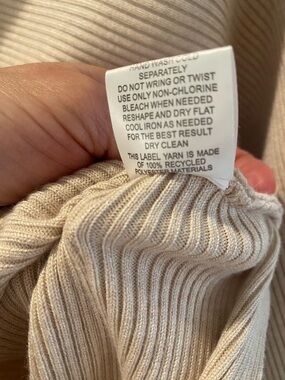 HAND WASH COLD
SEPARATELY
DO NOT WRING OR TWIST
USE ONLY NON-CHLORINE
BLEACH WHEN NEEDED
RESHAPE AND DRY FLAT
COOL IRON AS NEEDED
FOR THE BEST RESULT
DRY CLEAN
THIS LABEL YARN IS MADE
OF 100% RECYCLED
POLYESTER MATERIALS